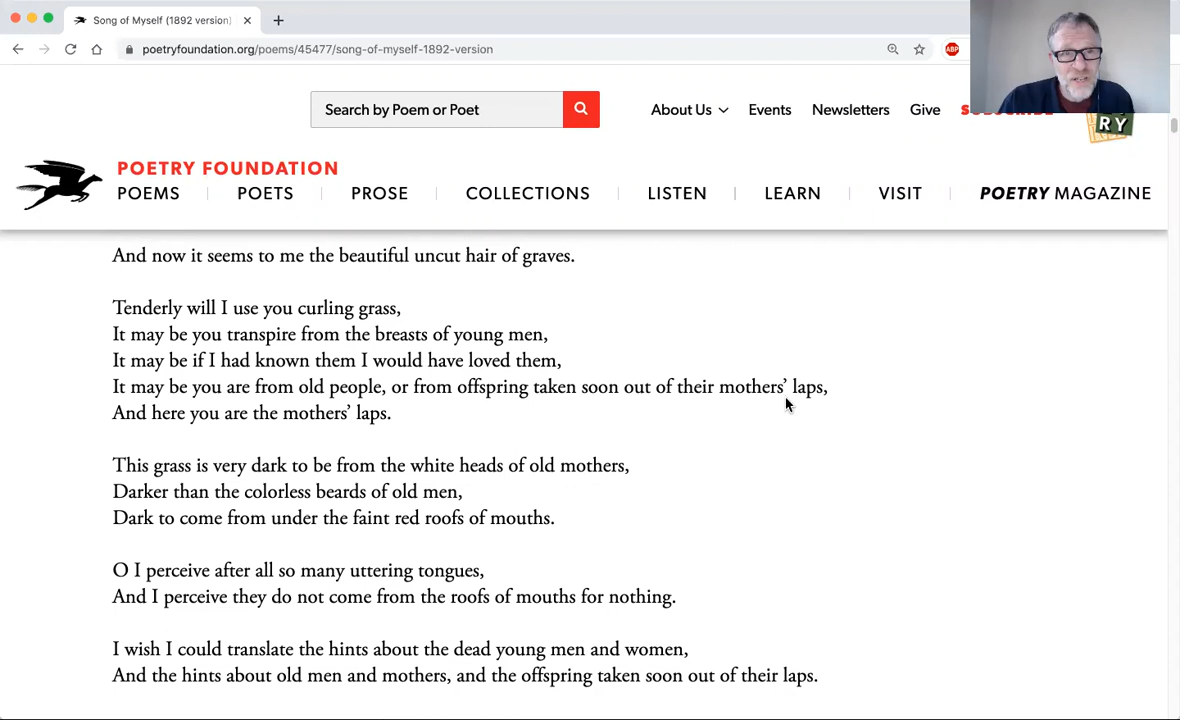 Song of Myself (1892 version)
poetryfoundation.org/poems/45477/song-of-myself-1892-version
ABP
Search by Poem or Poet
About Us
Events
Newsletters
Give
RY
POETRY FOUNDATION
POEMS
POETS
PROSE
COLLECTIONS
LISTEN
LEARN
VISIT
POETRY MAGAZINE
And now it seems to me the beautiful uncut hair of graves.
Tenderly will I use you curling grass,
It may be you transpire from the breasts of young men,
It may be if I had known them I would have loved them,
It may be you are from old people, or from offspring taken soon out of their mothers’ laps,
And here you are the mothers’ laps.
This grass is very dark to be from the white heads of old mothers,
Darker than the colorless beards of old men,
Dark to come from under the faint red roofs of mouths.
O I perceive after all so many uttering tongues,
And I perceive they do not come from the roofs of mouths for nothing.
I wish I could translate the hints about the dead young men and women,
And the hints about old men and mothers, and the offspring taken soon out of their laps.